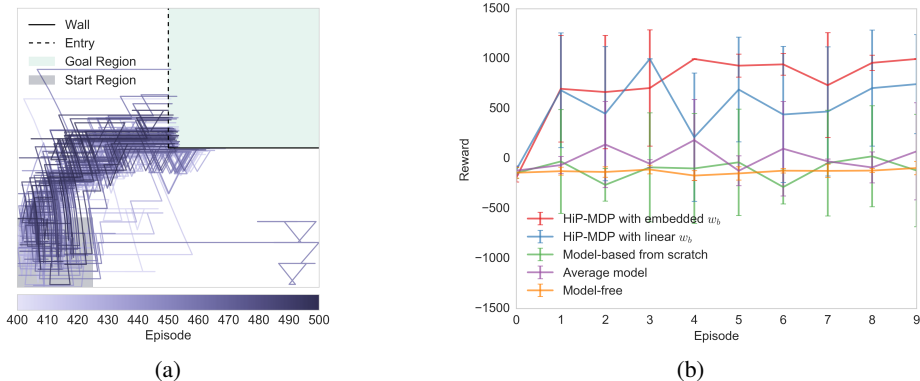 Wall
Entry
Goal Region
Start Region
400 410 420 430 440 450 460 470 480 490 500
Episode
(a)
1500
1000
500
0
−500
−1000
−1500
Reward
HiP-MDP with embedded w_b
HiP-MDP with linear w_b
Model-based from scratch
Average model
Model-free
0 1 2 3 4 5 6 7 8 9
Episode
(b)